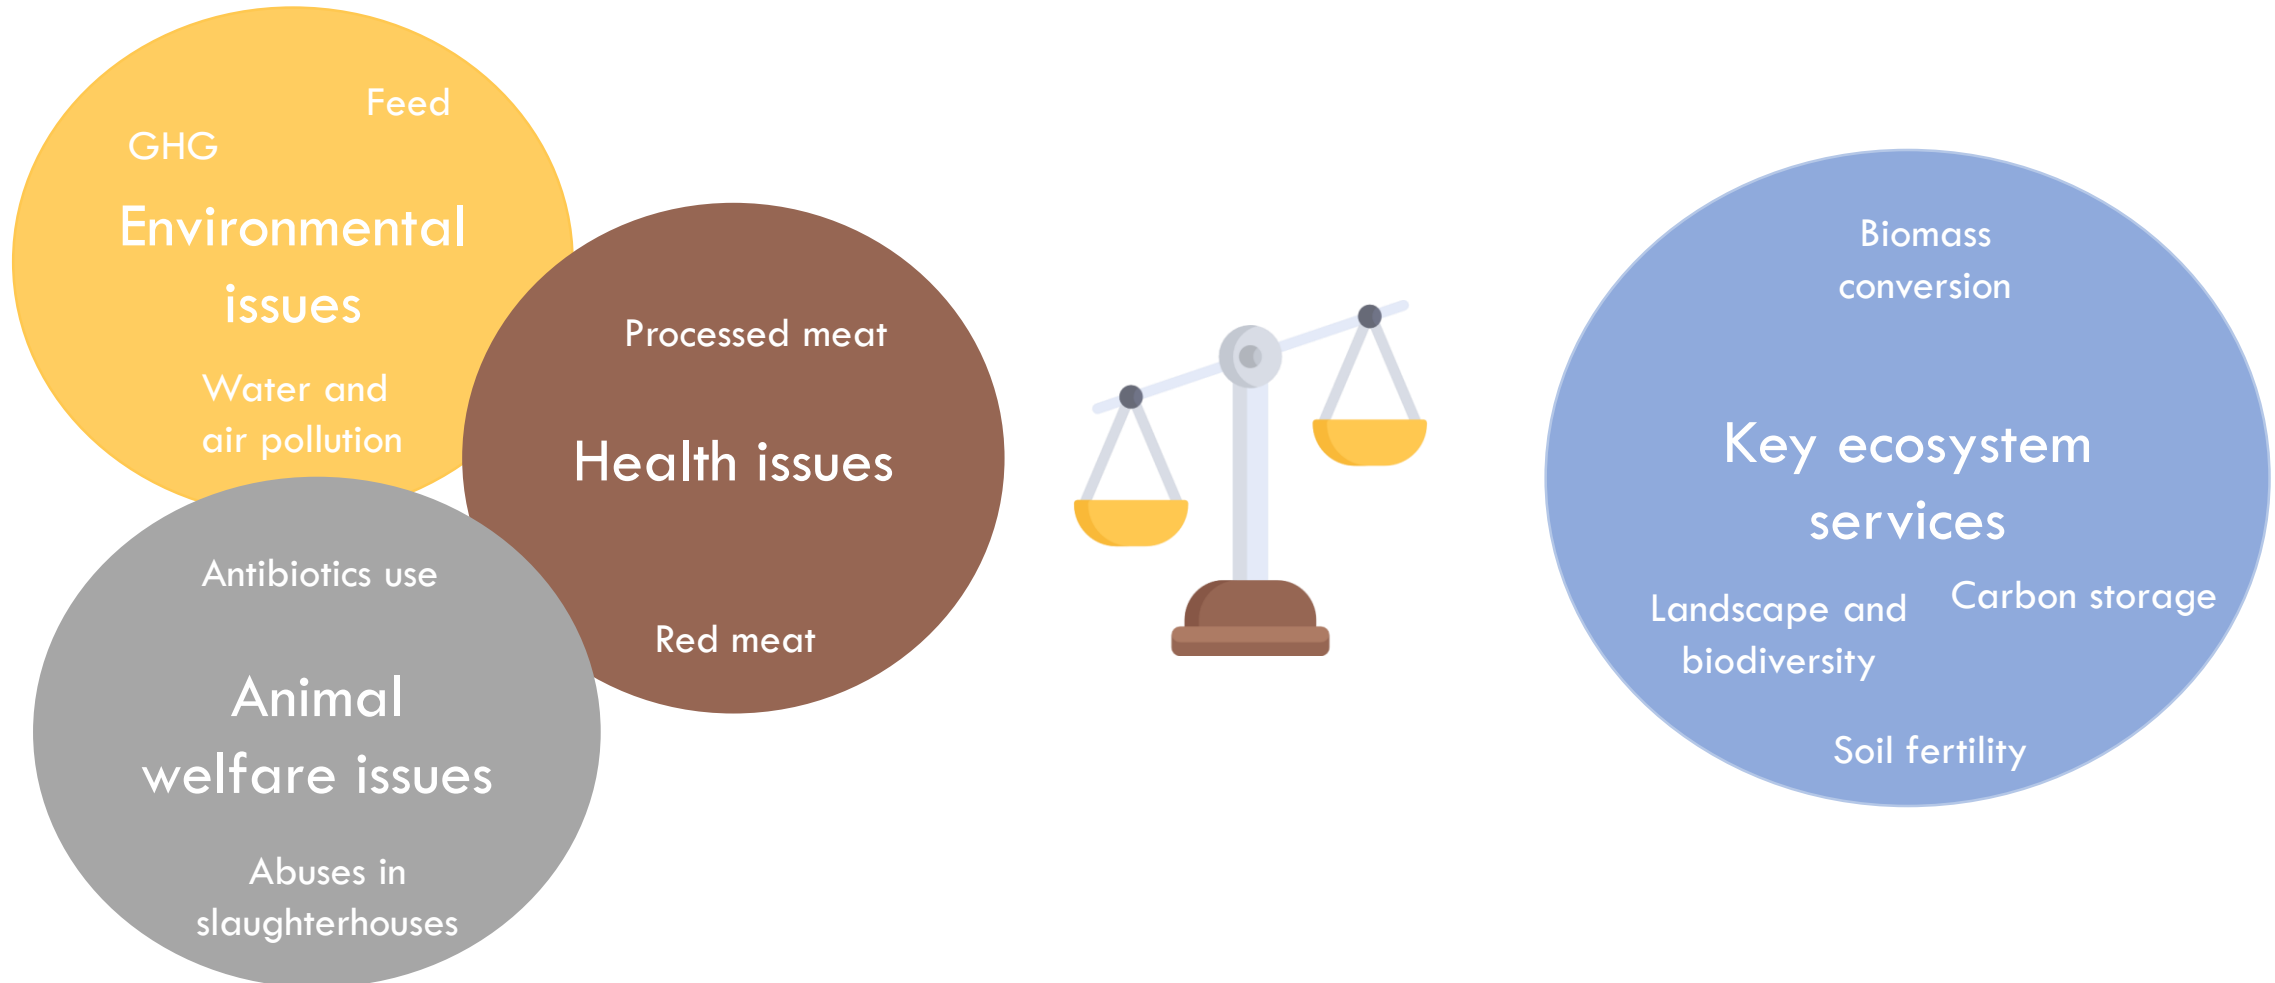 Feed
GHG
Environmental
issues
Water and
air pollution
Processed meat
Health issues
Red meat
Antibiotics use
Animal
welfare issues
Abuses in
slaughterhouses
Biomass
conversion
Key ecosystem
services
Landscape and
biodiversity
Carbon storage
Soil fertility